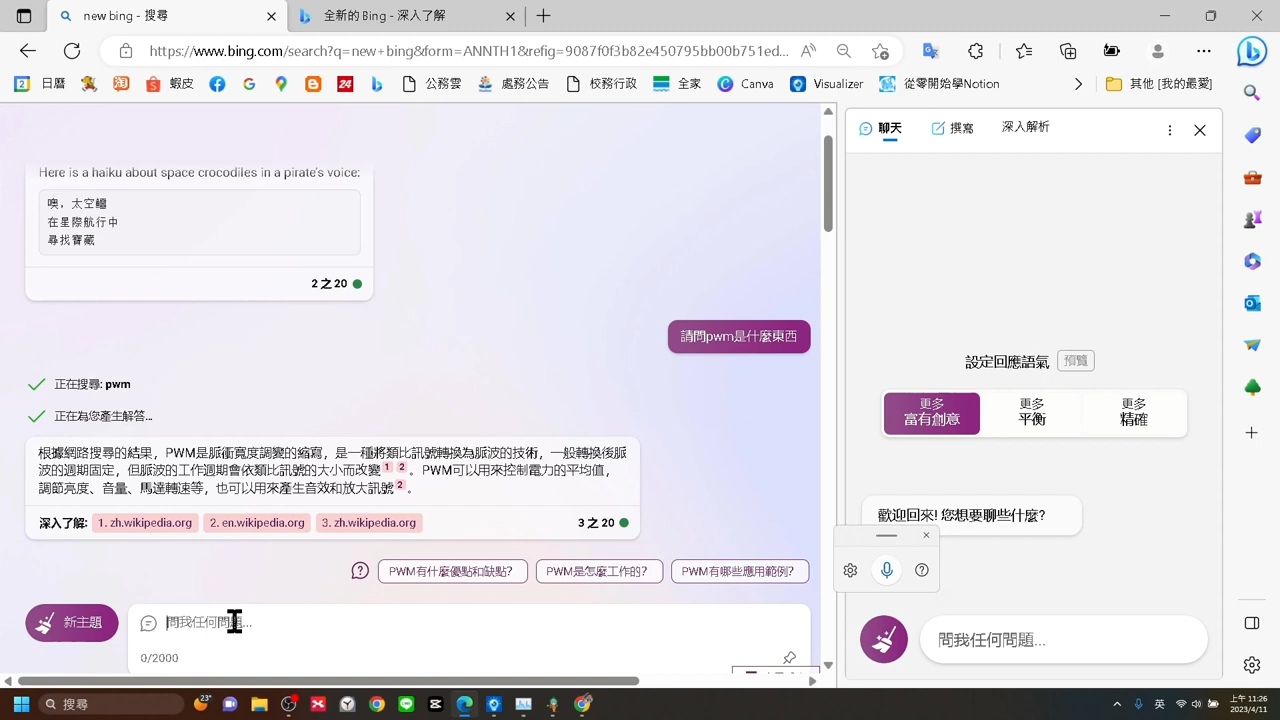 new bing - 搜尋
全新的 Bing - 深入了解
https://www.bing.com/search?q=new+bing&form=ANNTH1&refig=9087f0f3b82e450795bb00b751ed...
日曆
蝦皮
24
公務雲
處務公告
校務行政
全家
Canva
Visualizer
從零開始學Notion
其他 [我的最愛]
Here is a haiku about space crocodiles in a pirate's voice:
噢，太空鱷
在星際航行中
尋找寶藏
2 之 20
請問pwm是什麼東西
正在搜尋: pwm
正在為您產生解答...
根據網路搜尋的結果，PWM是脈衝寬度調變的縮寫，是一種將類比訊號轉換為脈波的技術，一般轉換後脈
波的週期固定，但脈波的工作週期會依類比訊號的大小而改變1 2。PWM可以用來控制電力的平均值，
調節亮度、音量、馬達轉速等，也可以用來產生音效和放大訊號2。
深入了解: 1. zh.wikipedia.org 2. en.wikipedia.org 3. zh.wikipedia.org 3 之 20
PWM有什麼優點和缺點? PWM是怎麼工作的? PWM有哪些應用範例?
新主題
問我任何問題...
0/2000
聊天 撰寫 深入解析
設定回應語氣 預覽
更多 更多 更多
富有創意 平衡 精確
歡迎回來! 您想要聊些什麼?
問我任何問題...
搜尋
23°
英
上午 11:26
2023/4/11